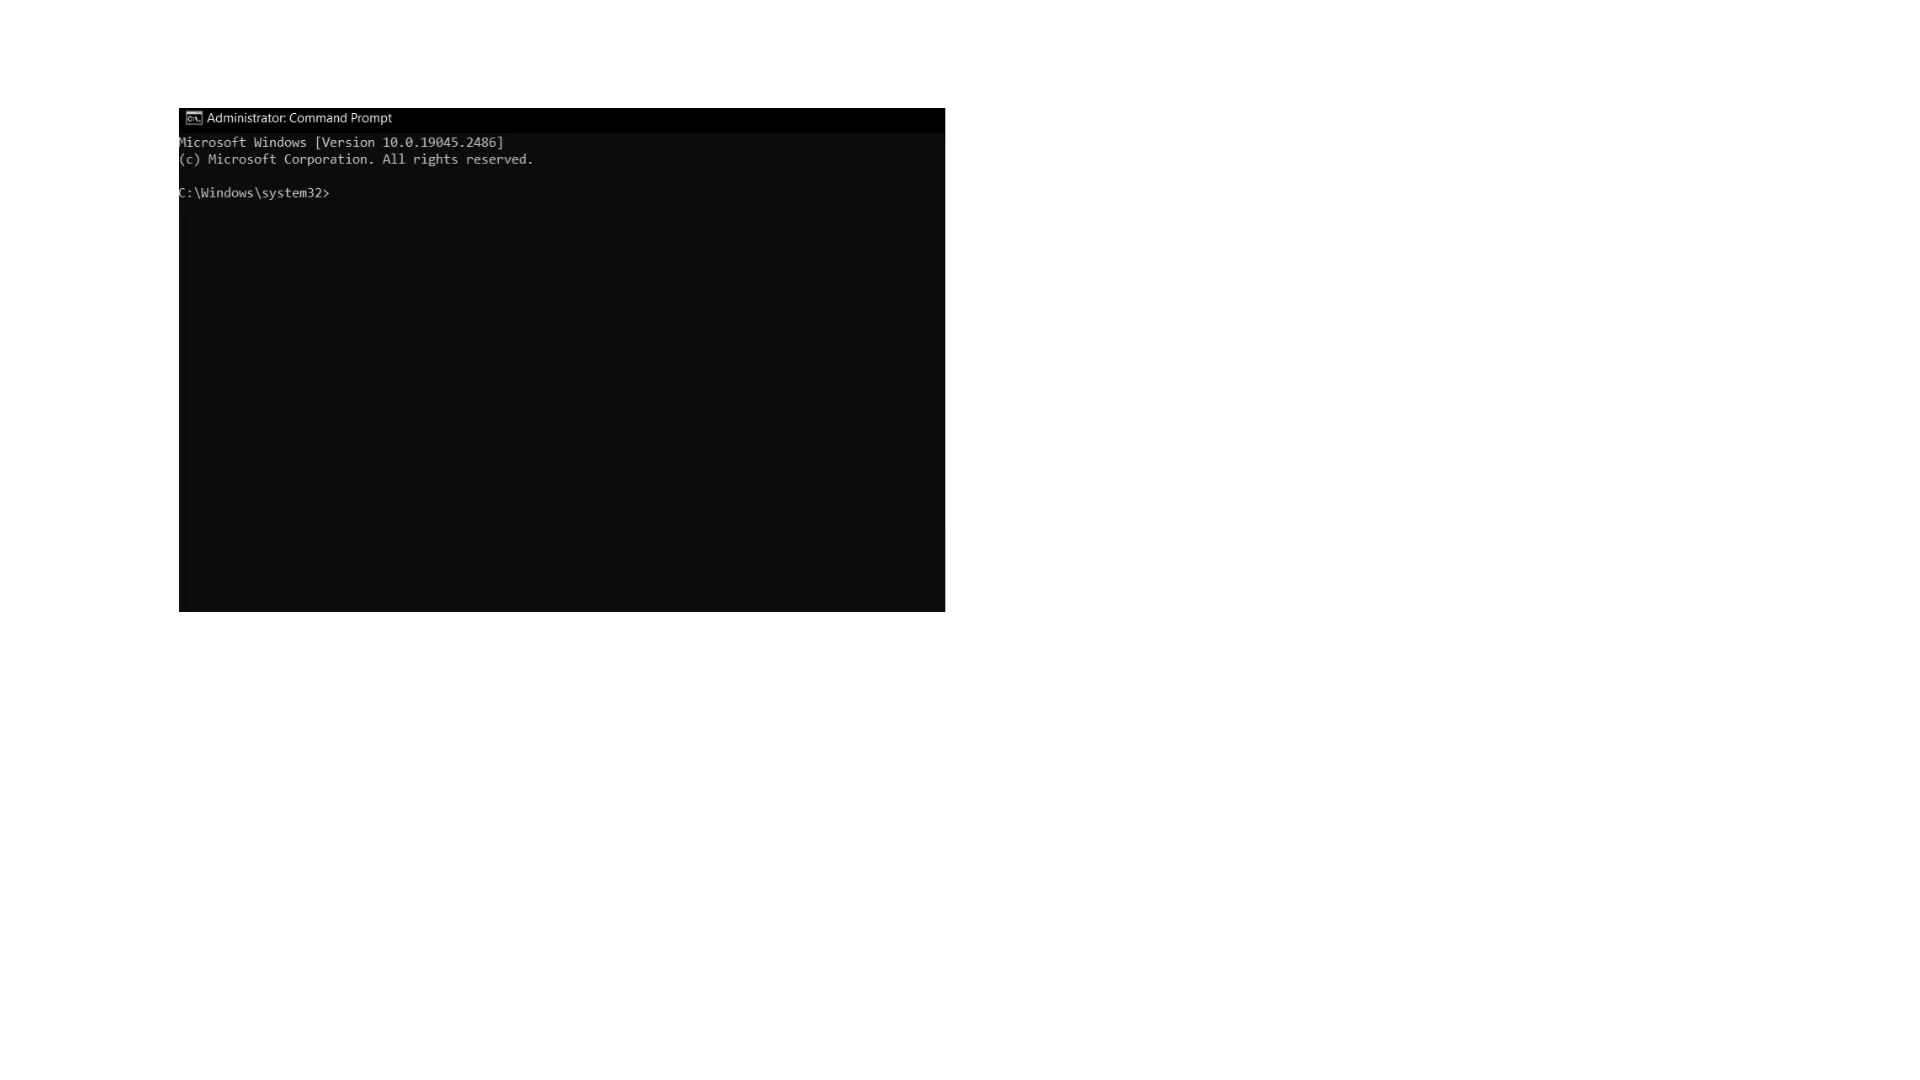 Administrator: Command Prompt
Microsoft Windows [Version 10.0.19045.2486]
(c) Microsoft Corporation. All rights reserved.
C:\Windows\system32>